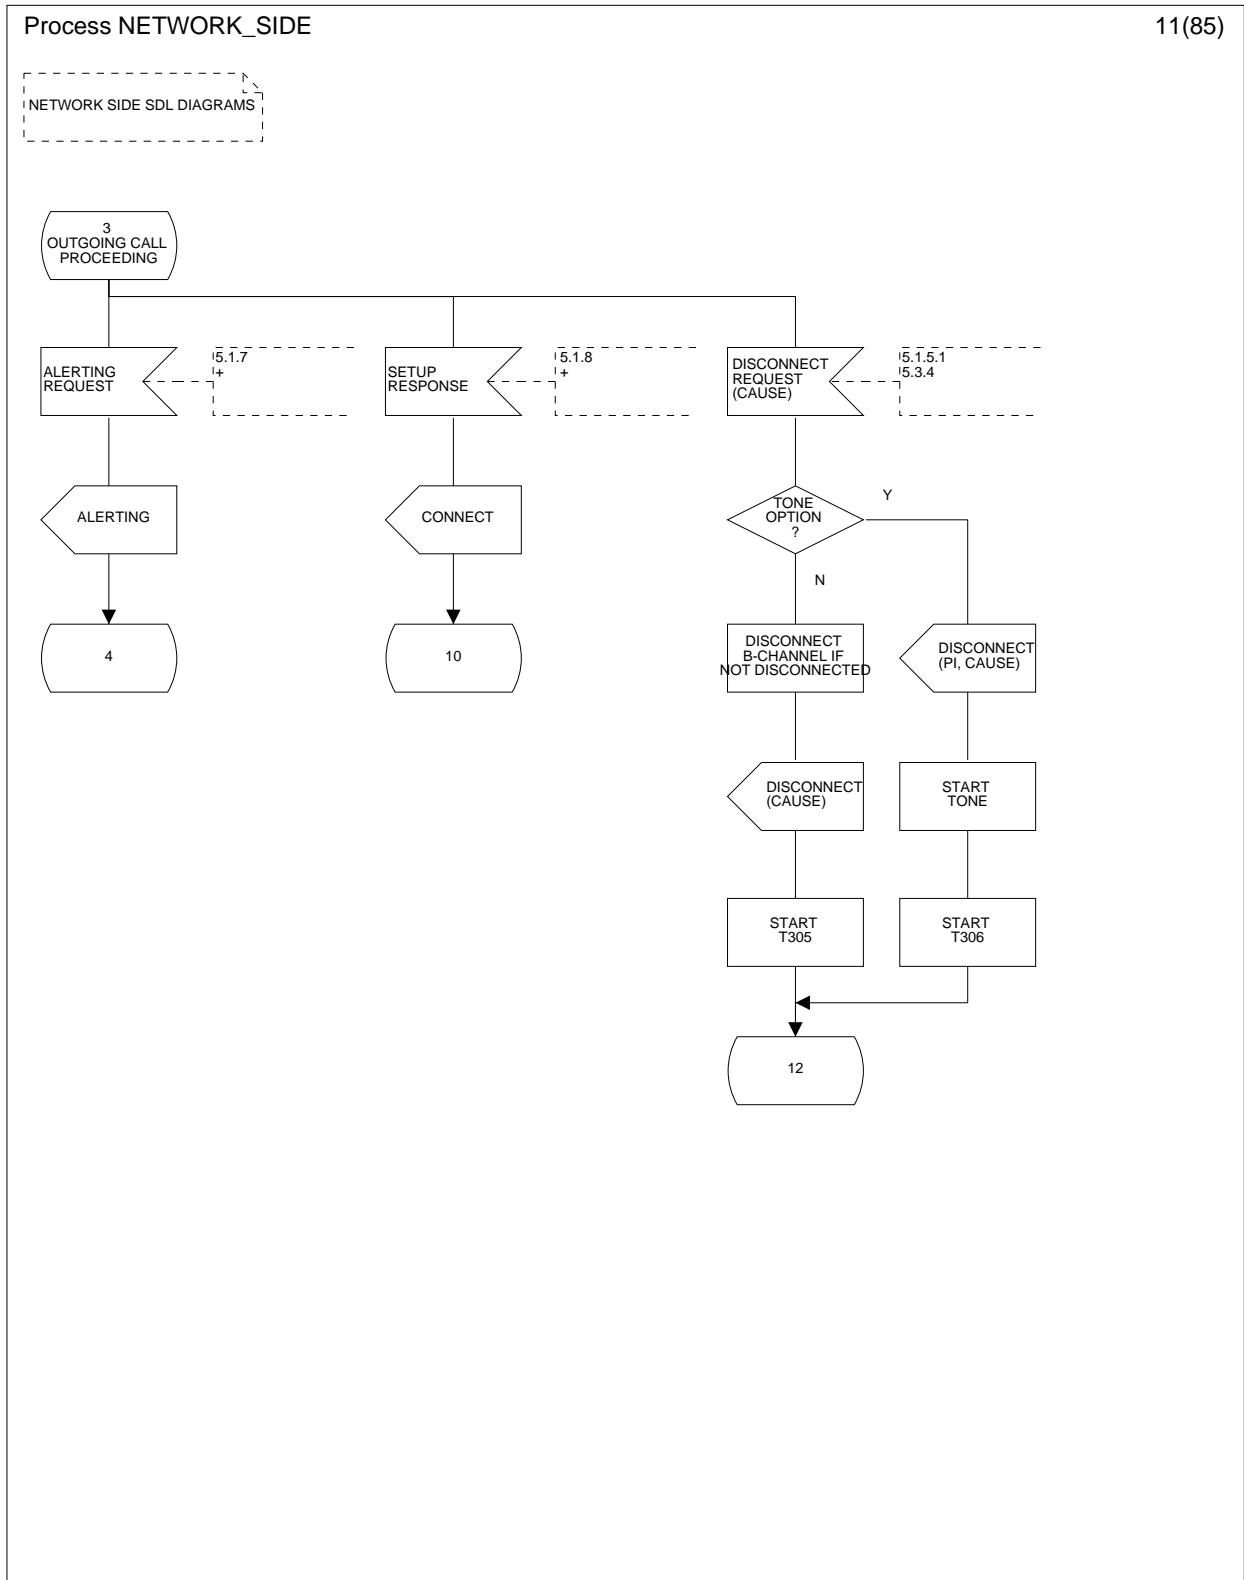 Process NETWORK_SIDE
11(85)
NETWORK SIDE SDL DIAGRAMS
3
OUTGOING CALL
PROCEEDING
ALERTING
REQUEST
5.1.7
+
SETUP
RESPONSE
5.1.8
+
DISCONNECT
REQUEST
(CAUSE)
5.1.5.1
5.3.4
ALERTING
CONNECT
TONE
OPTION
?
Y
N
4
10
DISCONNECT
B-CHANNEL IF
NOT DISCONNECTED
DISCONNECT
(PI, CAUSE)
DISCONNECT
(CAUSE)
START
TONE
START
T305
START
T306
12